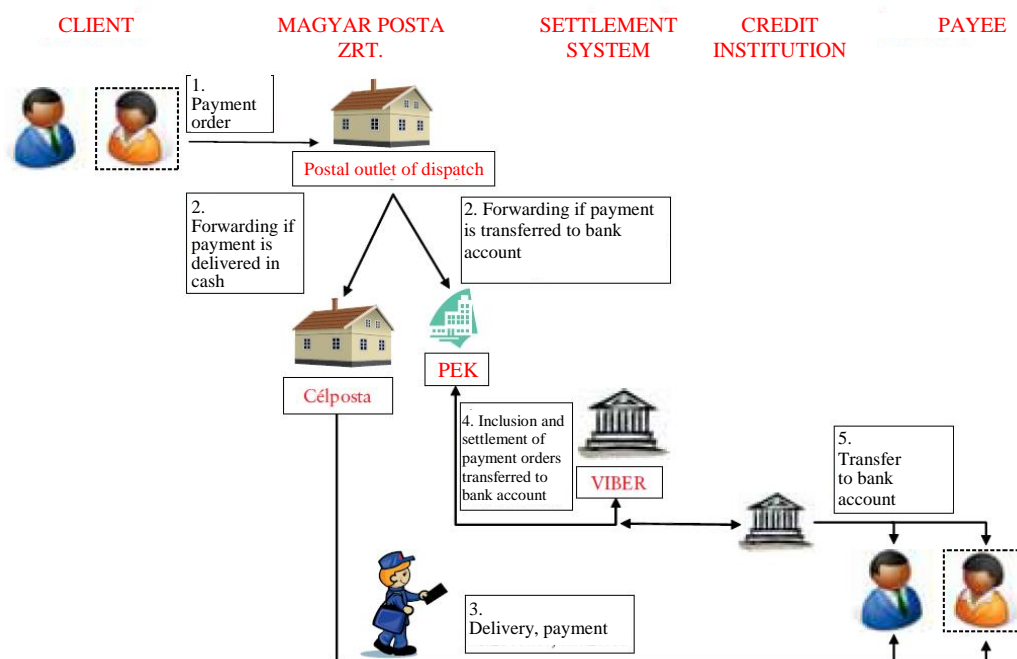 CLIENT
MAGYAR POSTA
ZRT.
SETTLEMENT
SYSTEM
CREDIT
INSTITUTION
PAYEE
1.
Payment
order
Postal outlet of dispatch
2.
Forwarding if
payment is
delivered in
cash
2. Forwarding if payment
is transferred to bank
account
Célposta
PEK
4. Inclusion and
settlement of
payment orders
transferred to
bank account
VIBER
5.
Transfer
to bank
account
3.
Delivery, payment